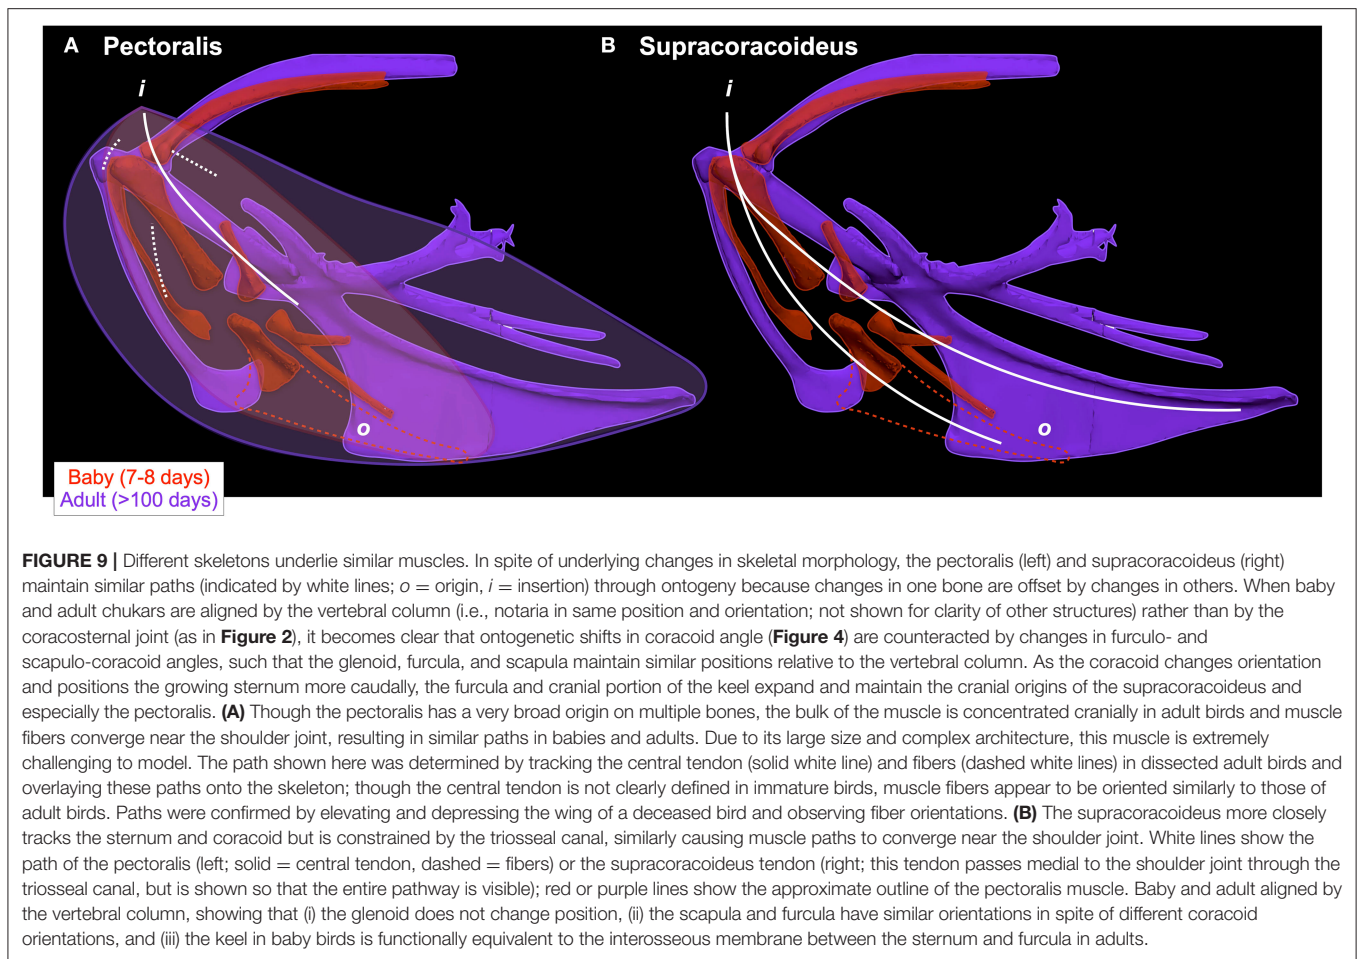 A Pectoralis
B Supracoracoideus
i
i
o
o
Baby (7-8 days)
Adult (>100 days)
FIGURE 9 | Different skeletons underlie similar muscles. In spite of underlying changes in skeletal morphology, the pectoralis (left) and supracoracoideus (right)
maintain similar paths (indicated by white lines; o = origin, i = insertion) through ontogeny because changes in one bone are offset by changes in others. When baby
and adult chukars are aligned by the vertebral column (i.e., notaria in same position and orientation; not shown for clarity of other structures) rather than by the
coracosternal joint (as in Figure 2), it becomes clear that ontogenetic shifts in coracoid angle (Figure 4) are counteracted by changes in furculo- and
scapulo-coracoid angles, such that the glenoid, furcula, and scapula maintain similar positions relative to the vertebral column. As the coracoid changes orientation
and positions the growing sternum more caudally, the furcula and cranial portion of the keel expand and maintain the cranial origins of the supracoracoideus and
especially the pectoralis. (A) Though the pectoralis has a very broad origin on multiple bones, the bulk of the muscle is concentrated cranially in adult birds and muscle
fibers converge near the shoulder joint, resulting in similar paths in babies and adults. Due to its large size and complex architecture, this muscle is extremely
challenging to model. The path shown here was determined by tracking the central tendon (solid white line) and fibers (dashed white lines) in dissected adult birds and
overlaying these paths onto the skeleton; though the central tendon is not clearly defined in immature birds, muscle fibers appear to be oriented similarly to those of
adult birds. Paths were confirmed by elevating and depressing the wing of a deceased bird and observing fiber orientations. (B) The supracoracoideus more closely
tracks the sternum and coracoid but is constrained by the triosseal canal, similarly causing muscle paths to converge near the shoulder joint. White lines show the
path of the pectoralis (left; solid = central tendon, dashed = fibers) or the supracoracoideus tendon (right; this tendon passes medial to the shoulder joint through the
triosseal canal, but is shown so that the entire pathway is visible); red or purple lines show the approximate outline of the pectoralis muscle. Baby and adult aligned by
the vertebral column, showing that (i) the glenoid does not change position, (ii) the scapula and furcula have similar orientations in spite of different coracoid
orientations, and (iii) the keel in baby birds is functionally equivalent to the interosseous membrane between the sternum and furcula in adults.